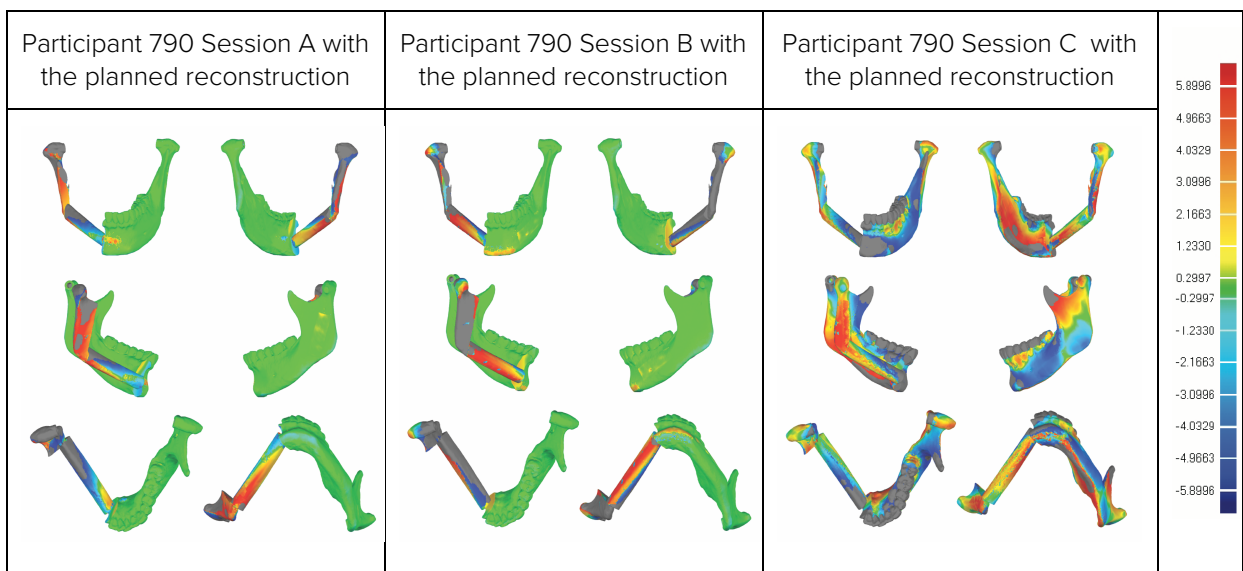 Participant 790 Session A with
the planned reconstruction
Participant 790 Session B with
the planned reconstruction
Participant 790 Session C with
the planned reconstruction
5.8996
4.9663
4.0329
3.0996
2.1663
1.2330
0.2997
-0.2997
-1.2330
-2.1663
-3.0996
-4.0329
-4.9663
-5.8996